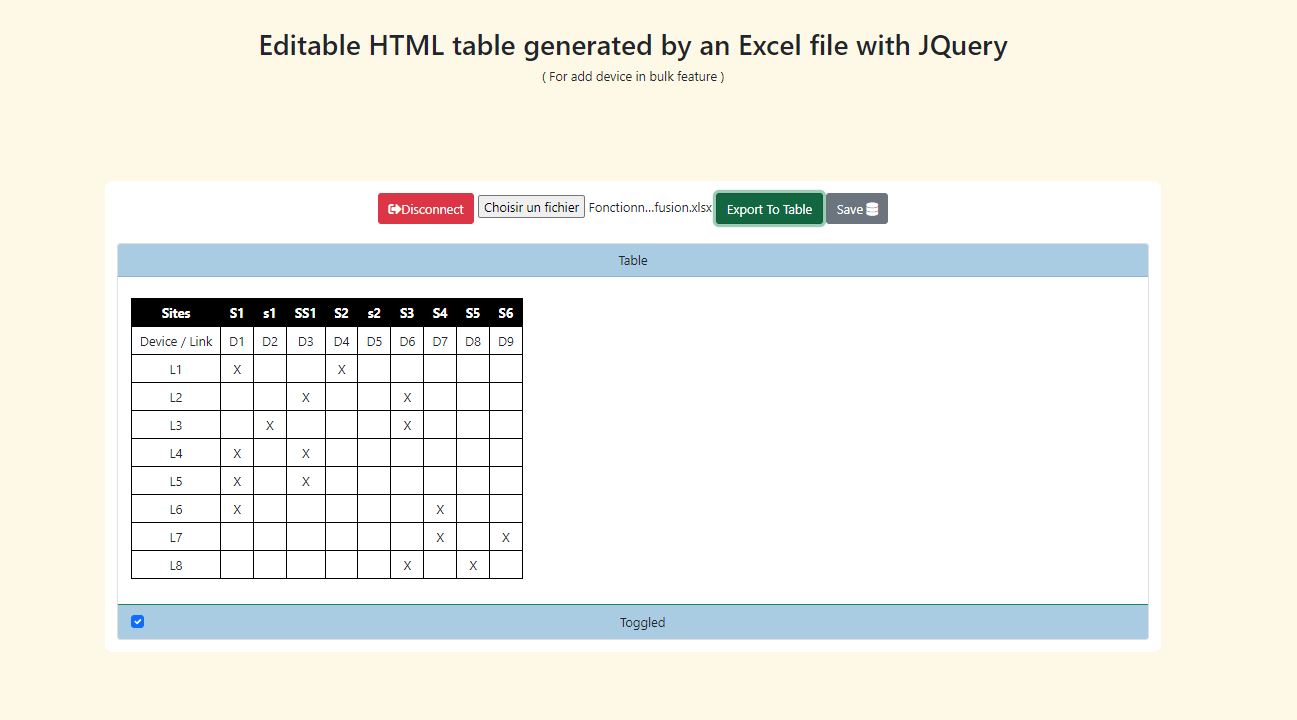 Editable HTML table generated by an Excel file with JQuery
( For add device in bulk feature )
Disconnect Choisir un fichier Fonctionn...fusion.xlsx Export To Table Save
Table
Sites S1 s1 SS1 S2 s2 S3 S4 S5 S6
Device / Link D1 D2 D3 D4 D5 D6 D7 D8 D9
L1 X X
L2 X X
L3 X X
L4 X X
L5 X X
L6 X X
L7 X X
L8 X X
Toggled